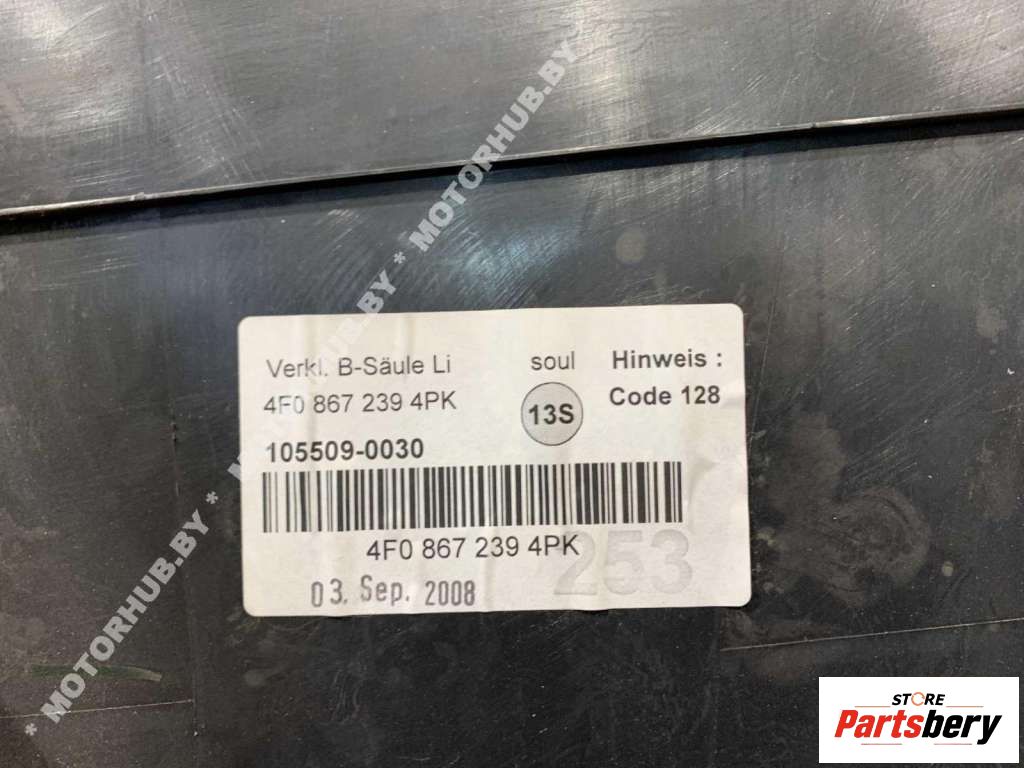 * MOTORHUB.BY * MOTORHUB.BY * MOTORHUB.BY * MOTORHUB.BY
Verkl. B-Säule Li soul Hinweis :
4F0 867 239 4PK 13S Code 128
105509-0030
4F0 867 239 4PK 253
03. Sep. 2008
STORE
Partsbery